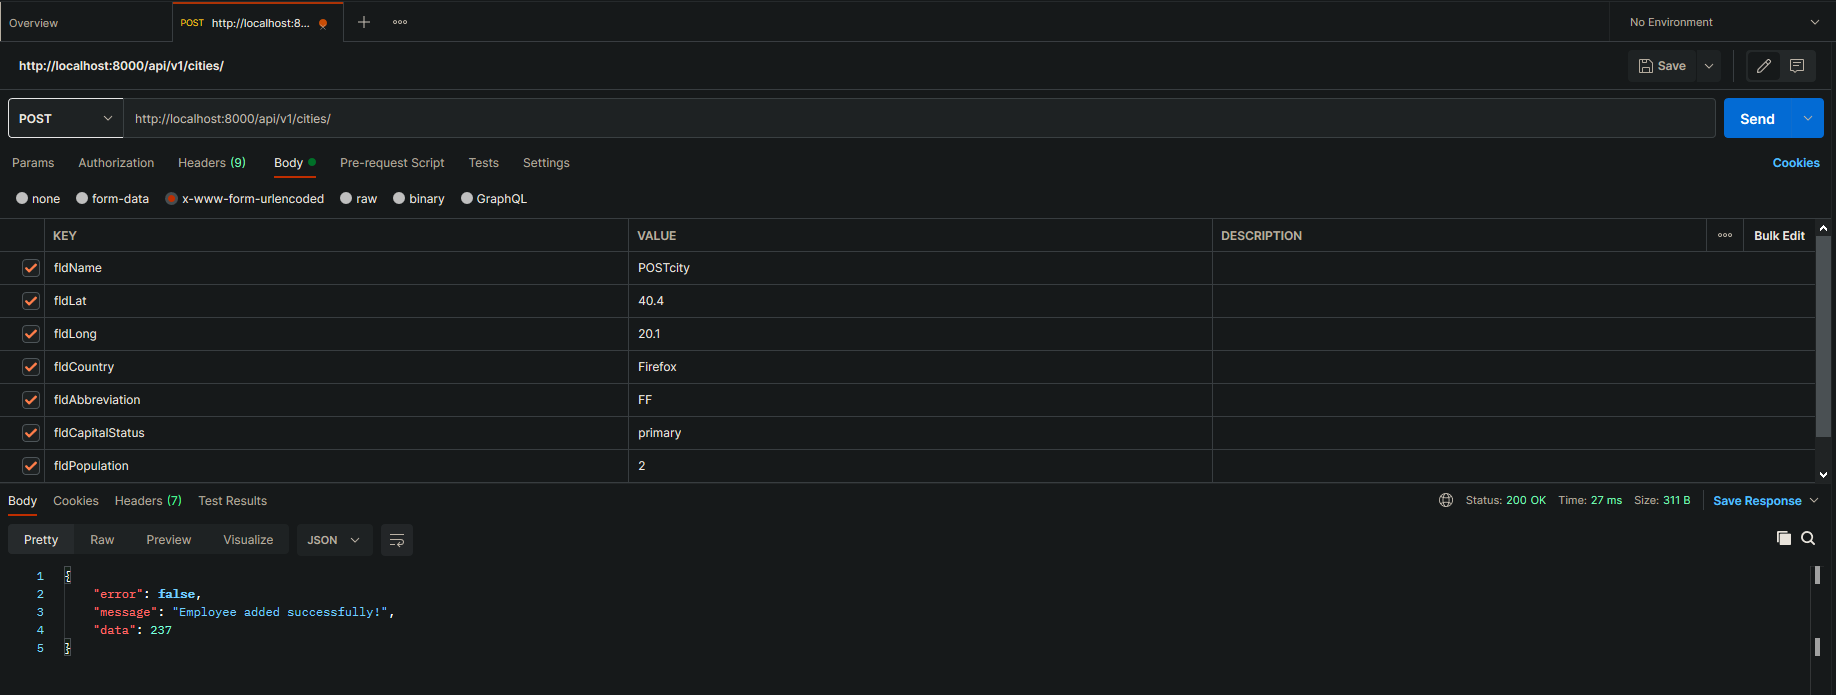 Overview
POST http://localhost:8...
No Environment
http://localhost:8000/api/v1/cities/
Save
POST
http://localhost:8000/api/v1/cities/
Send
Params Authorization Headers (9) Body Pre-request Script Tests Settings
Cookies
none form-data x-www-form-urlencoded raw binary GraphQL
KEY VALUE DESCRIPTION Bulk Edit
fldName POSTcity
fldLat 40.4
fldLong 20.1
fldCountry Firefox
fldAbbreviation FF
fldCapitalStatus primary
fldPopulation 2
Body Cookies Headers (7) Test Results
Status: 200 OK Time: 27 ms Size: 311 B Save Response
Pretty Raw Preview Visualize JSON
1 {
2 "error": false,
3 "message": "Employee added successfully!",
4 "data": 237
5 }